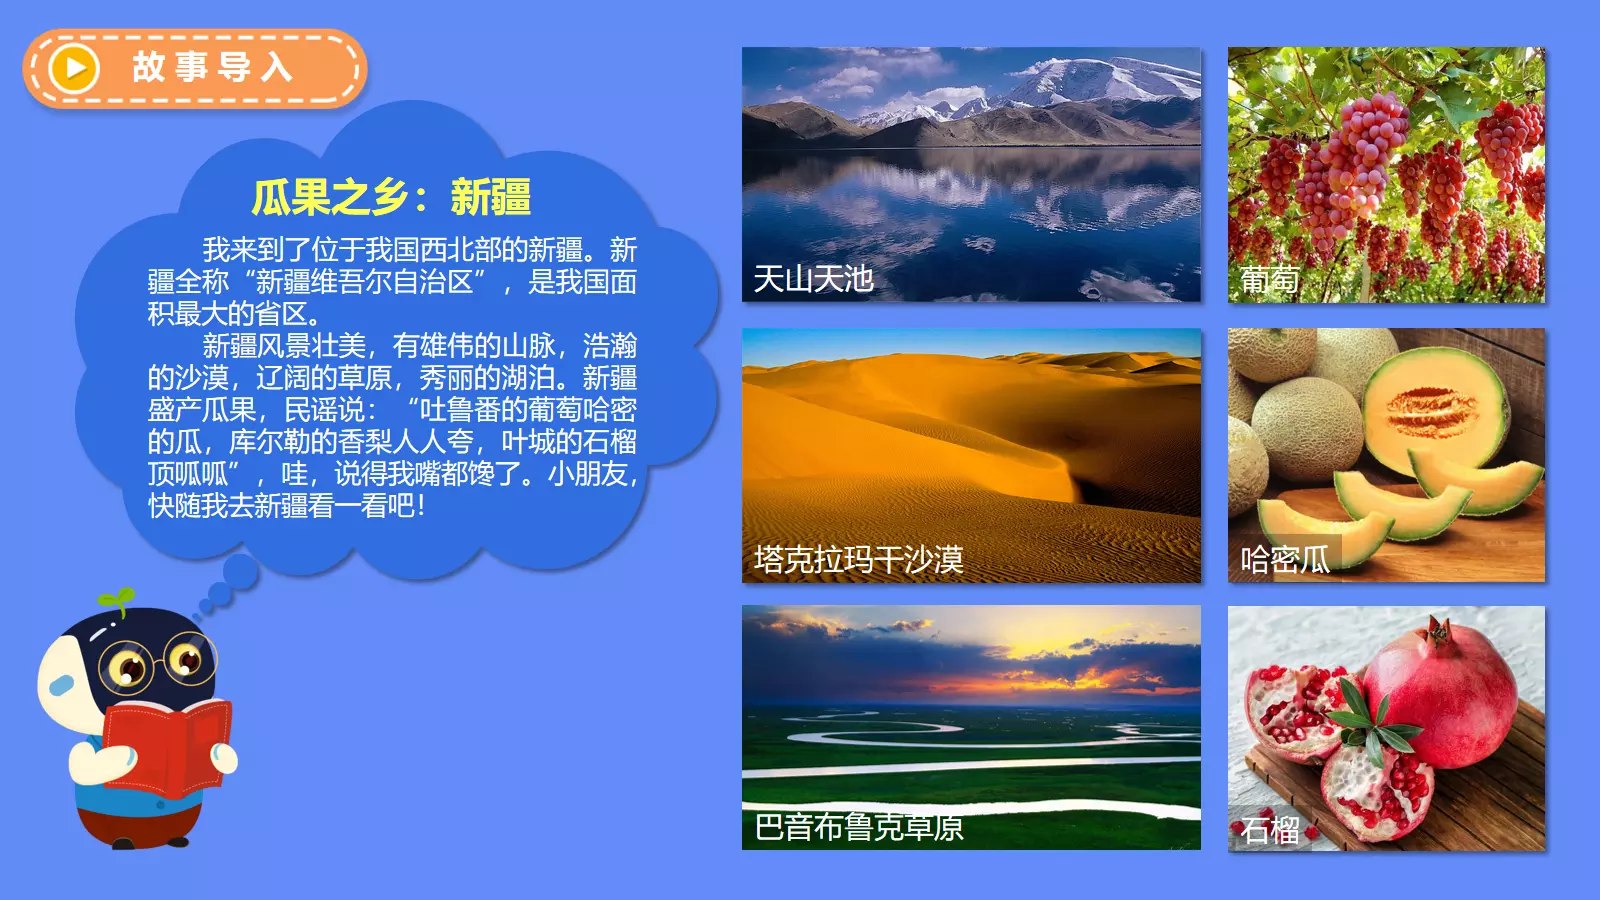 故事导入
瓜果之乡：新疆
我来到了位于我国西北部的新疆。新
疆全称“新疆维吾尔自治区”，是我国面
积最大的省区。
新疆风景壮美，有雄伟的山脉，浩瀚
的沙漠，辽阔的草原，秀丽的湖泊。新疆
盛产瓜果，民谣说：“吐鲁番的葡萄哈密
的瓜，库尔勒的香梨人人夸，叶城的石榴
顶呱呱”，哇，说得我嘴都馋了。小朋友，
快随我去新疆看一看吧！
天山天池
葡萄
塔克拉玛干沙漠
哈密瓜
巴音布鲁克草原
石榴